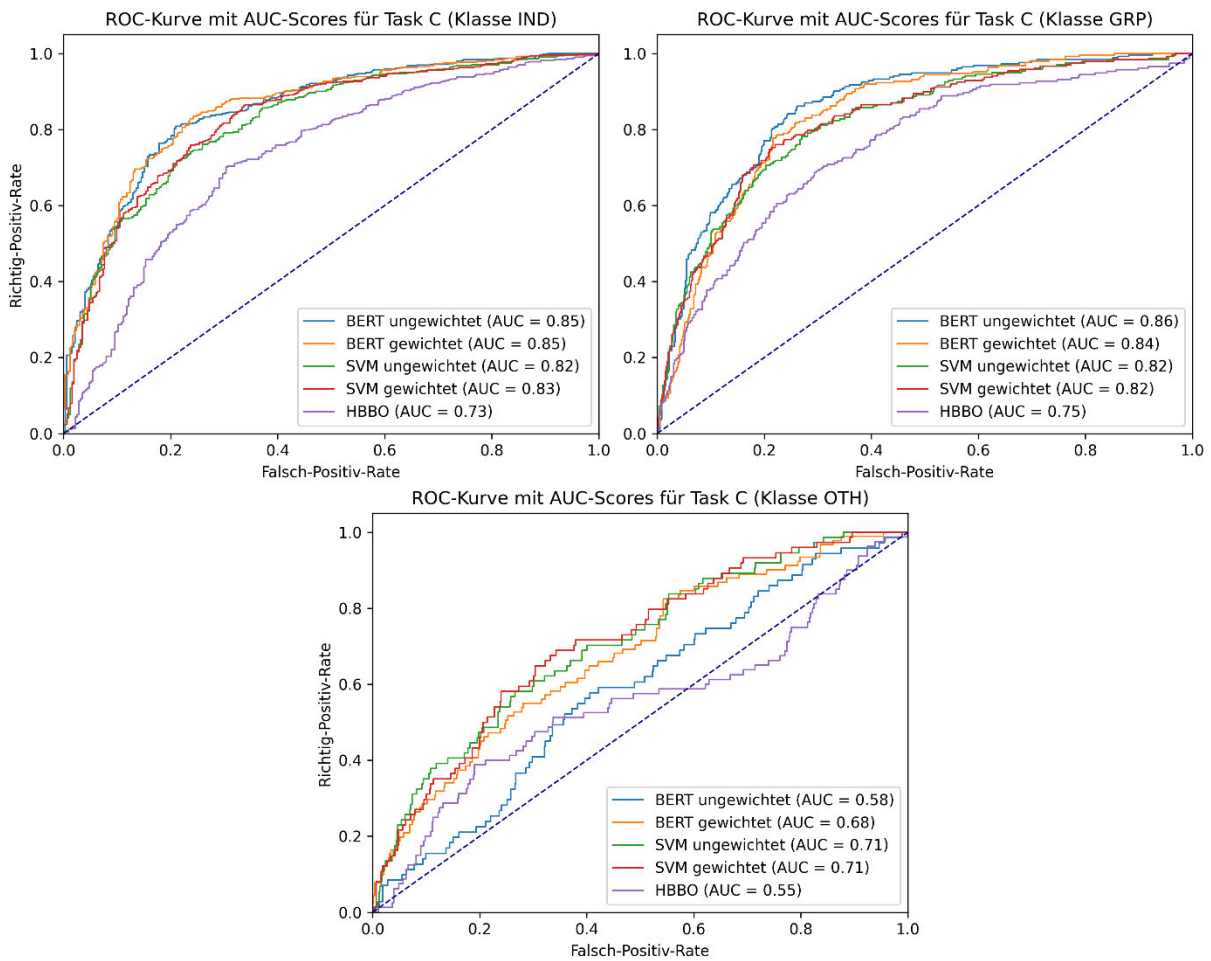 ROC-Kurve mit AUC-Scores für Task C (Klasse IND)
Richtig-Positiv-Rate
1.0
0.8
0.6
0.4
0.2
0.0
BERT ungewichtet (AUC = 0.85)
BERT gewichtet (AUC = 0.85)
SVM ungewichtet (AUC = 0.82)
SVM gewichtet (AUC = 0.83)
HBBO (AUC = 0.73)
0.0 0.2 0.4 0.6 0.8 1.0
Falsch-Positiv-Rate
ROC-Kurve mit AUC-Scores für Task C (Klasse GRP)
1.0
0.8
0.6
0.4
0.2
0.0
BERT ungewichtet (AUC = 0.86)
BERT gewichtet (AUC = 0.84)
SVM ungewichtet (AUC = 0.82)
SVM gewichtet (AUC = 0.82)
HBBO (AUC = 0.75)
0.0 0.2 0.4 0.6 0.8 1.0
Falsch-Positiv-Rate
ROC-Kurve mit AUC-Scores für Task C (Klasse OTH)
Richtig-Positiv-Rate
1.0
0.8
0.6
0.4
0.2
0.0
BERT ungewichtet (AUC = 0.58)
BERT gewichtet (AUC = 0.68)
SVM ungewichtet (AUC = 0.71)
SVM gewichtet (AUC = 0.71)
HBBO (AUC = 0.55)
0.0 0.2 0.4 0.6 0.8 1.0
Falsch-Positiv-Rate